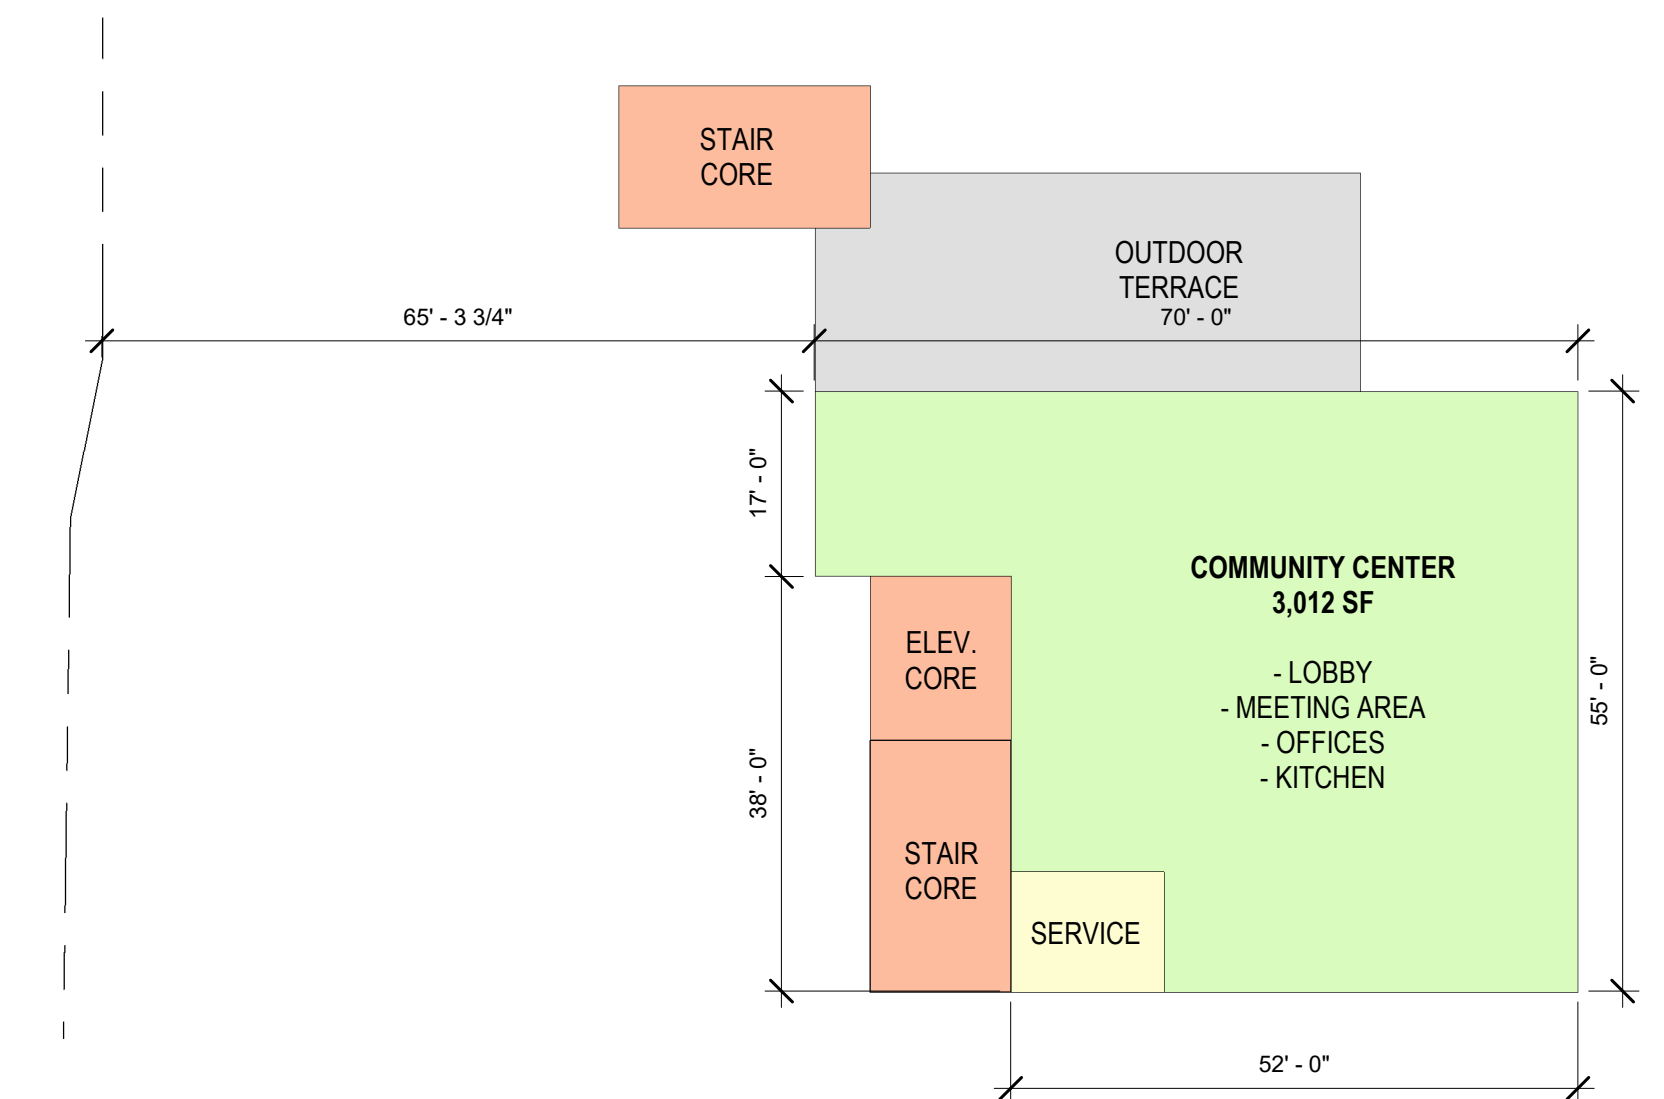 STAIR
CORE
OUTDOOR
TERRACE
65' - 3 3/4"
70' - 0"
17' - 0"
COMMUNITY CENTER
3,012 SF
ELEV.
CORE
- LOBBY
- MEETING AREA
- OFFICES
- KITCHEN
55' - 0"
38' - 0"
STAIR
CORE
SERVICE
52' - 0"